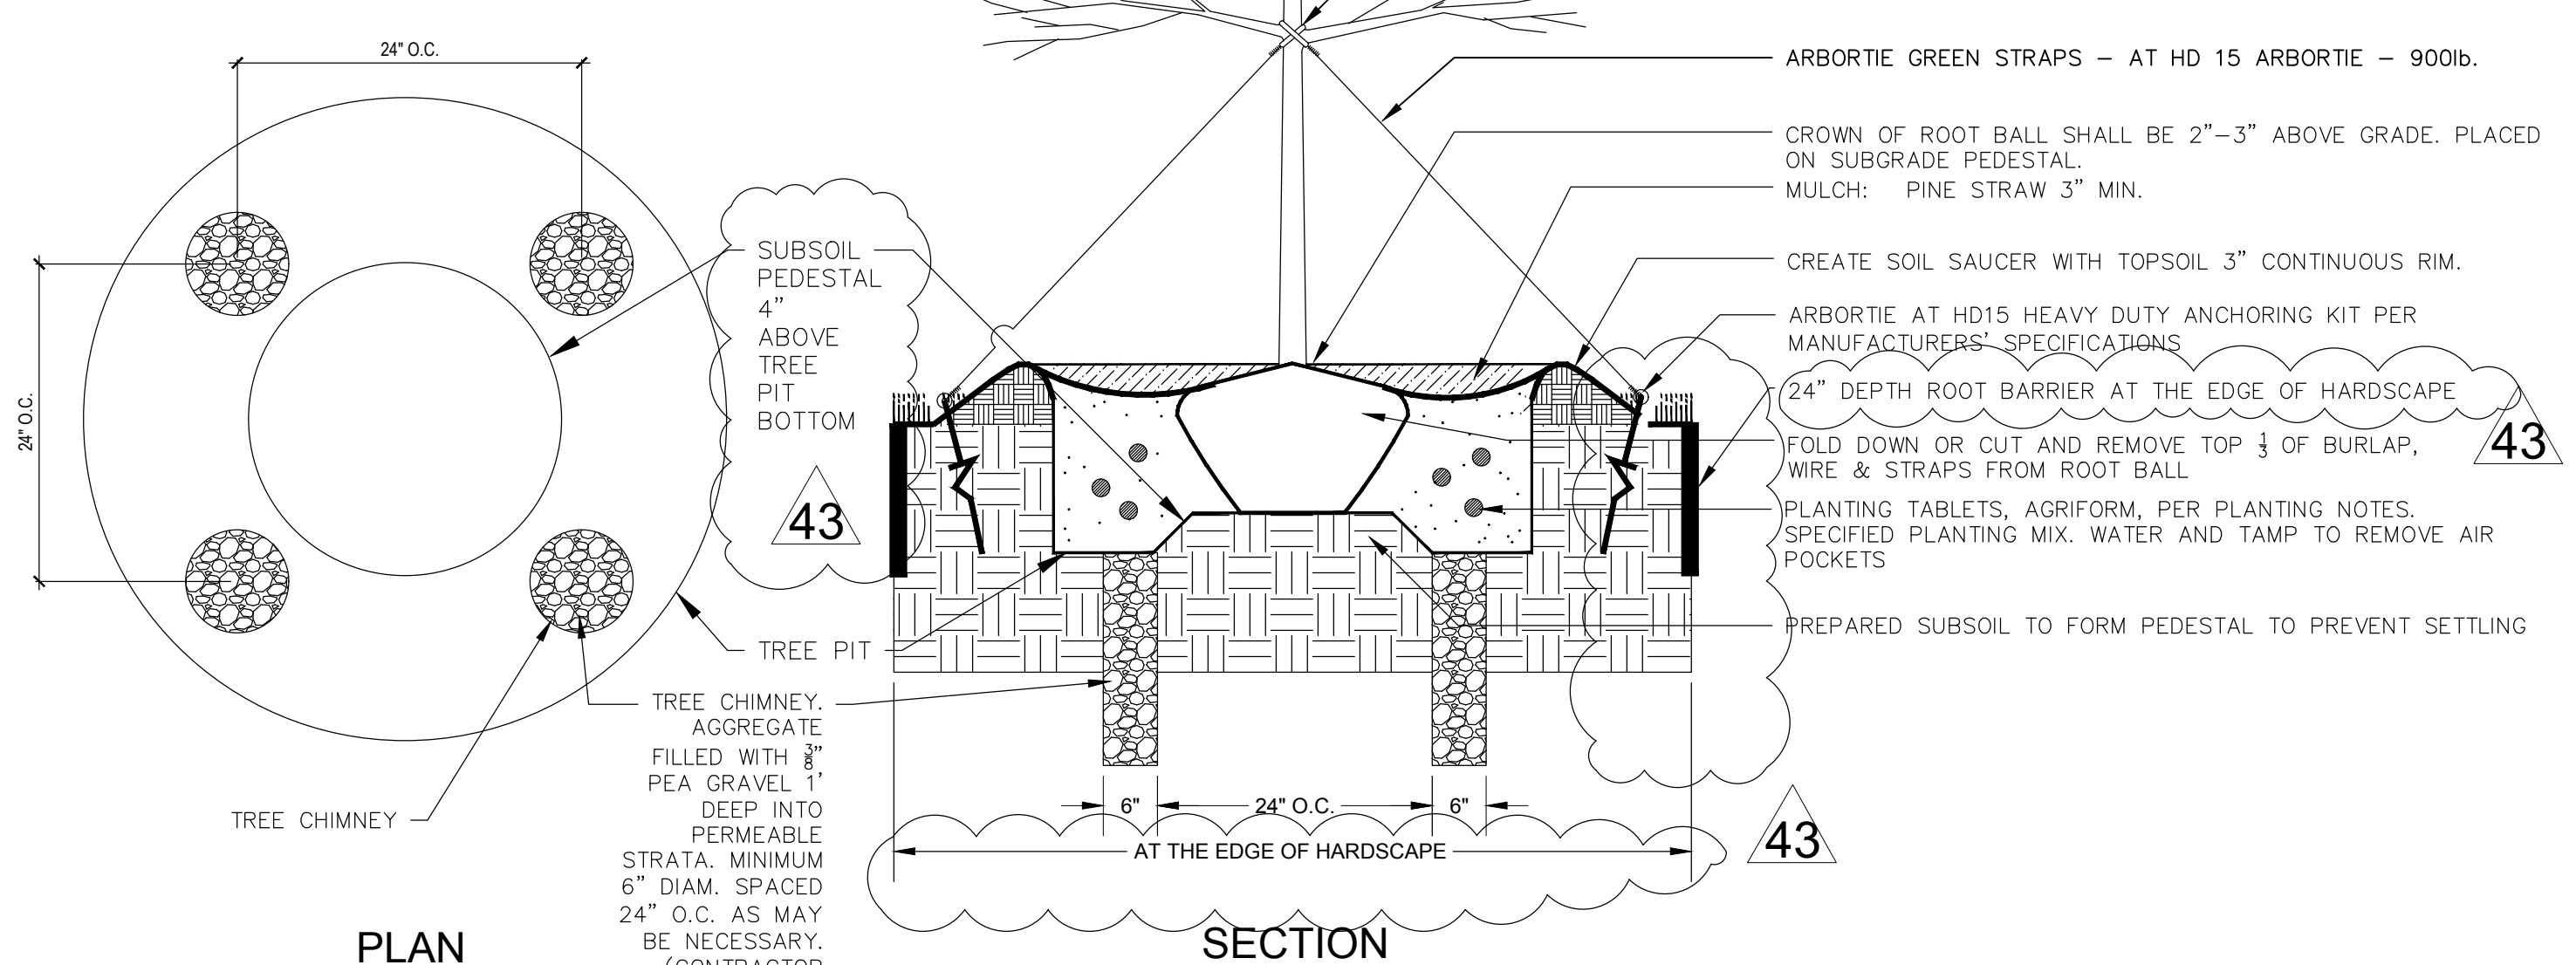 24" O.C.
24" O.C.
SUBSOIL
PEDESTAL
4"
ABOVE
TREE
PIT
BOTTOM
43
TREE PIT
TREE CHIMNEY.
AGGREGATE
FILLED WITH 3/8"
PEA GRAVEL 1'
DEEP INTO
PERMEABLE
STRATA. MINIMUM
6" DIAM. SPACED
24" O.C. AS MAY
BE NECESSARY.
(CONTRACTOR
TREE CHIMNEY
PLAN
ARBORTIE GREEN STRAPS – AT HD 15 ARBORTIE – 900lb.
CROWN OF ROOT BALL SHALL BE 2"–3" ABOVE GRADE. PLACED
ON SUBGRADE PEDESTAL.
MULCH: PINE STRAW 3" MIN.
CREATE SOIL SAUCER WITH TOPSOIL 3" CONTINUOUS RIM.
ARBORTIE AT HD15 HEAVY DUTY ANCHORING KIT PER
MANUFACTURERS' SPECIFICATIONS
24" DEPTH ROOT BARRIER AT THE EDGE OF HARDSCAPE
43
FOLD DOWN OR CUT AND REMOVE TOP 1/3 OF BURLAP,
WIRE & STRAPS FROM ROOT BALL
PLANTING TABLETS, AGRIFORM, PER PLANTING NOTES.
SPECIFIED PLANTING MIX. WATER AND TAMP TO REMOVE AIR
POCKETS
PREPARED SUBSOIL TO FORM PEDESTAL TO PREVENT SETTLING
6" 24" O.C. 6"
AT THE EDGE OF HARDSCAPE
43
SECTION